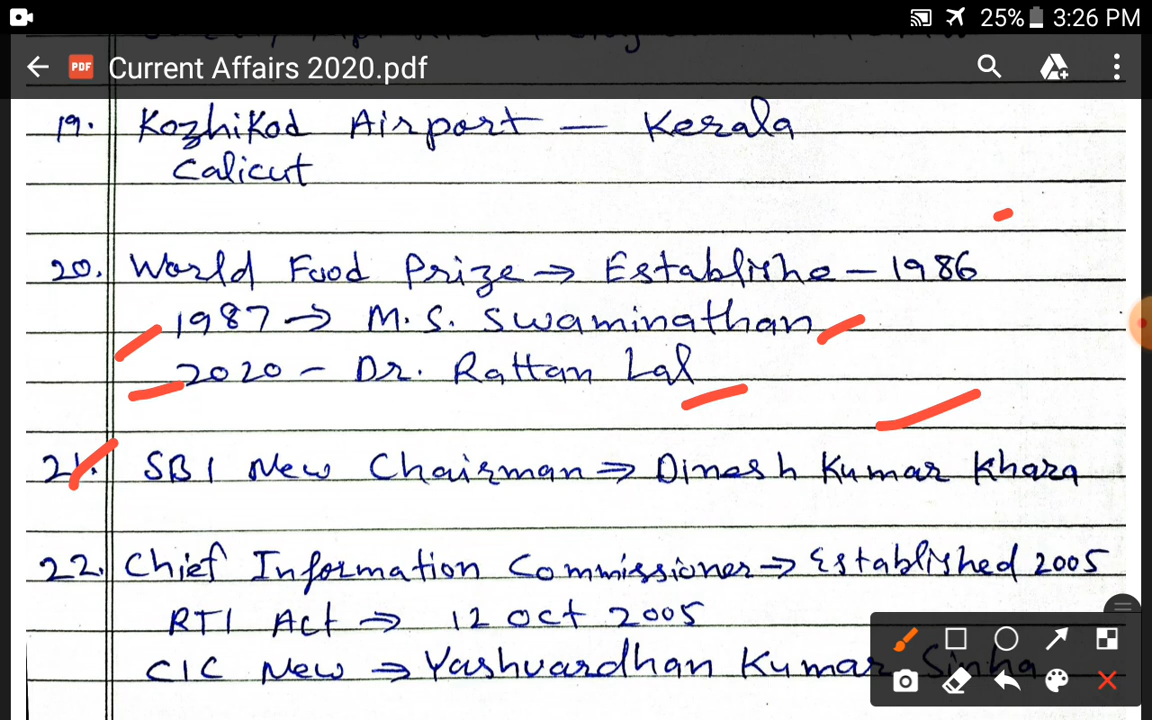 25% 3:26 PM
PDF Current Affairs 2020.pdf
19. Kozhikod Airport — Kerala
Calicut
20. World Food Prize → Establishe – 1986
1987 → M. S. Swaminathan
2020 – Dr. Rattan Lal
21. SBI New Chairman ⇒ Dinesh Kumar Khara
22. Chief Information Commissioner ⇒ Established 2005
RTI Act ⇒ 12 Oct 2005
CIC New ⇒ Yashvardhan Kumar Sinha